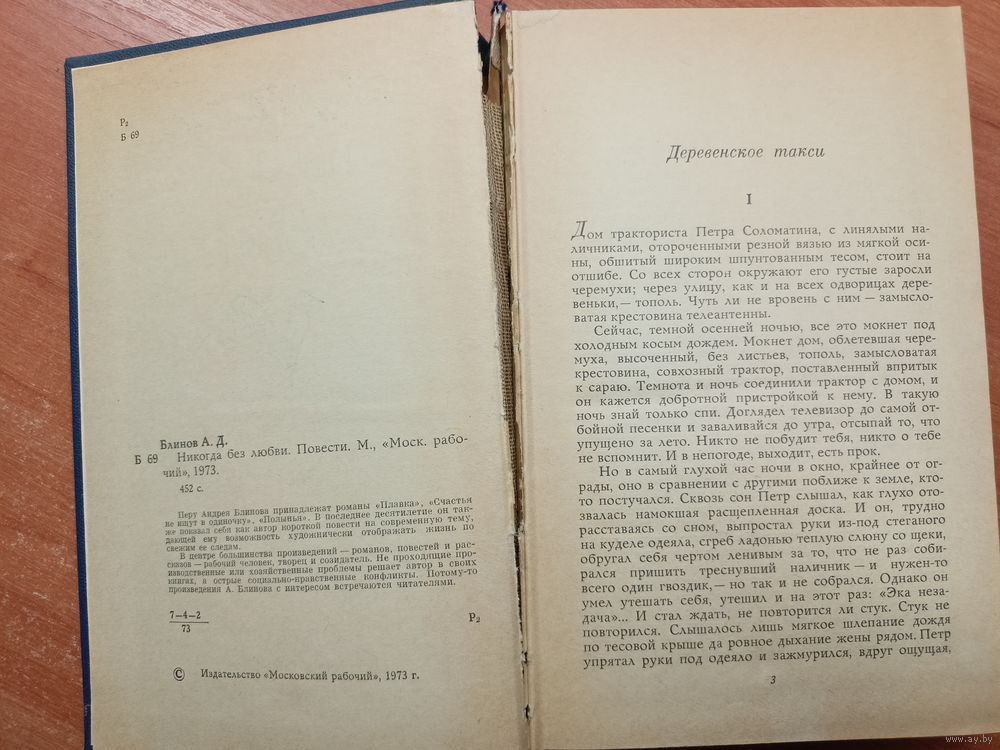 Р₂
Б 69
Блинов А. Д.
Б 69 Никогда без любви. Повести. М., «Моск. рабо-
чий», 1973.
452 с.
Перу Андрея Блинова принадлежат романы «Плавка», «Счастья
не ищут в одиночку», «Полынья». В последнее десятилетие он так-
же показал себя как автор короткой повести на современную тему,
дающей ему возможность художнически отображать жизнь по
свежим ее следам.
В центре большинства произведений — романов, повестей и рас-
сказов — рабочий человек, творец и созидатель. Не проходящие про-
изводственные или хозяйственные проблемы решает автор в своих
книгах, а острые социально-нравственные конфликты. Потому-то
произведения А. Блинова с интересом встречаются читателями.
7—4—2
73
Р₂
© Издательство «Московский рабочий», 1973 г.
Деревенское такси
I
Дом тракториста Петра Соломатина, с линялыми на-
личниками, отороченными резной вязью из мягкой оси-
ны, обшитый широким шпунтованным тесом, стоит на
отшибе. Со всех сторон окружают его густые заросли
черемухи; через улицу, как и на всех одворицах дере-
веньки,— тополь. Чуть ли не вровень с ним — замысло-
ватая крестовина телеантенны.
Сейчас, темной осенней ночью, все это мокнет под
холодным косым дождем. Мокнет дом, облетевшая чере-
муха, высоченный, без листьев, тополь, замысловатая
крестовина, совхозный трактор, поставленный впритык
к сараю. Темнота и ночь соединили трактор с домом, и
он кажется добротной пристройкой к нему. В такую
ночь знай только спи. Доглядел телевизор до самой от-
бойной песенки и заваливайся до утра, отсыпай то, что
упущено за лето. Никто не побудит тебя, никто о тебе
не вспомнит. И в непогоде, выходит, есть прок.
Но в самый глухой час ночи в окно, крайнее от ог-
рады, оно в сравнении с другими поближе к земле, кто-
то постучался. Сквозь сон Петр слышал, как глухо ото-
звалась намокшая расщепленная доска. И он, трудно
расставаясь со сном, выпростал руки из-под стеганого
на куделе одеяла, сгреб ладонью теплую слюну со щеки,
обругал себя чертом ленивым за то, что не раз соби-
рался пришить треснувший наличник — и нужен-то
всего один гвоздик,— но так и не собрался. Однако он
умел утешать себя, утешил и на этот раз: «Эка неза-
дача»... И стал ждать, не повторится ли стук. Стук не
повторился. Слышалось лишь мягкое шлепание дождя
по тесовой крыше да ровное дыхание жены рядом. Петр
упрятал руки под одеяло и зажмурился, вдруг ощущая,
3
www.ay.by